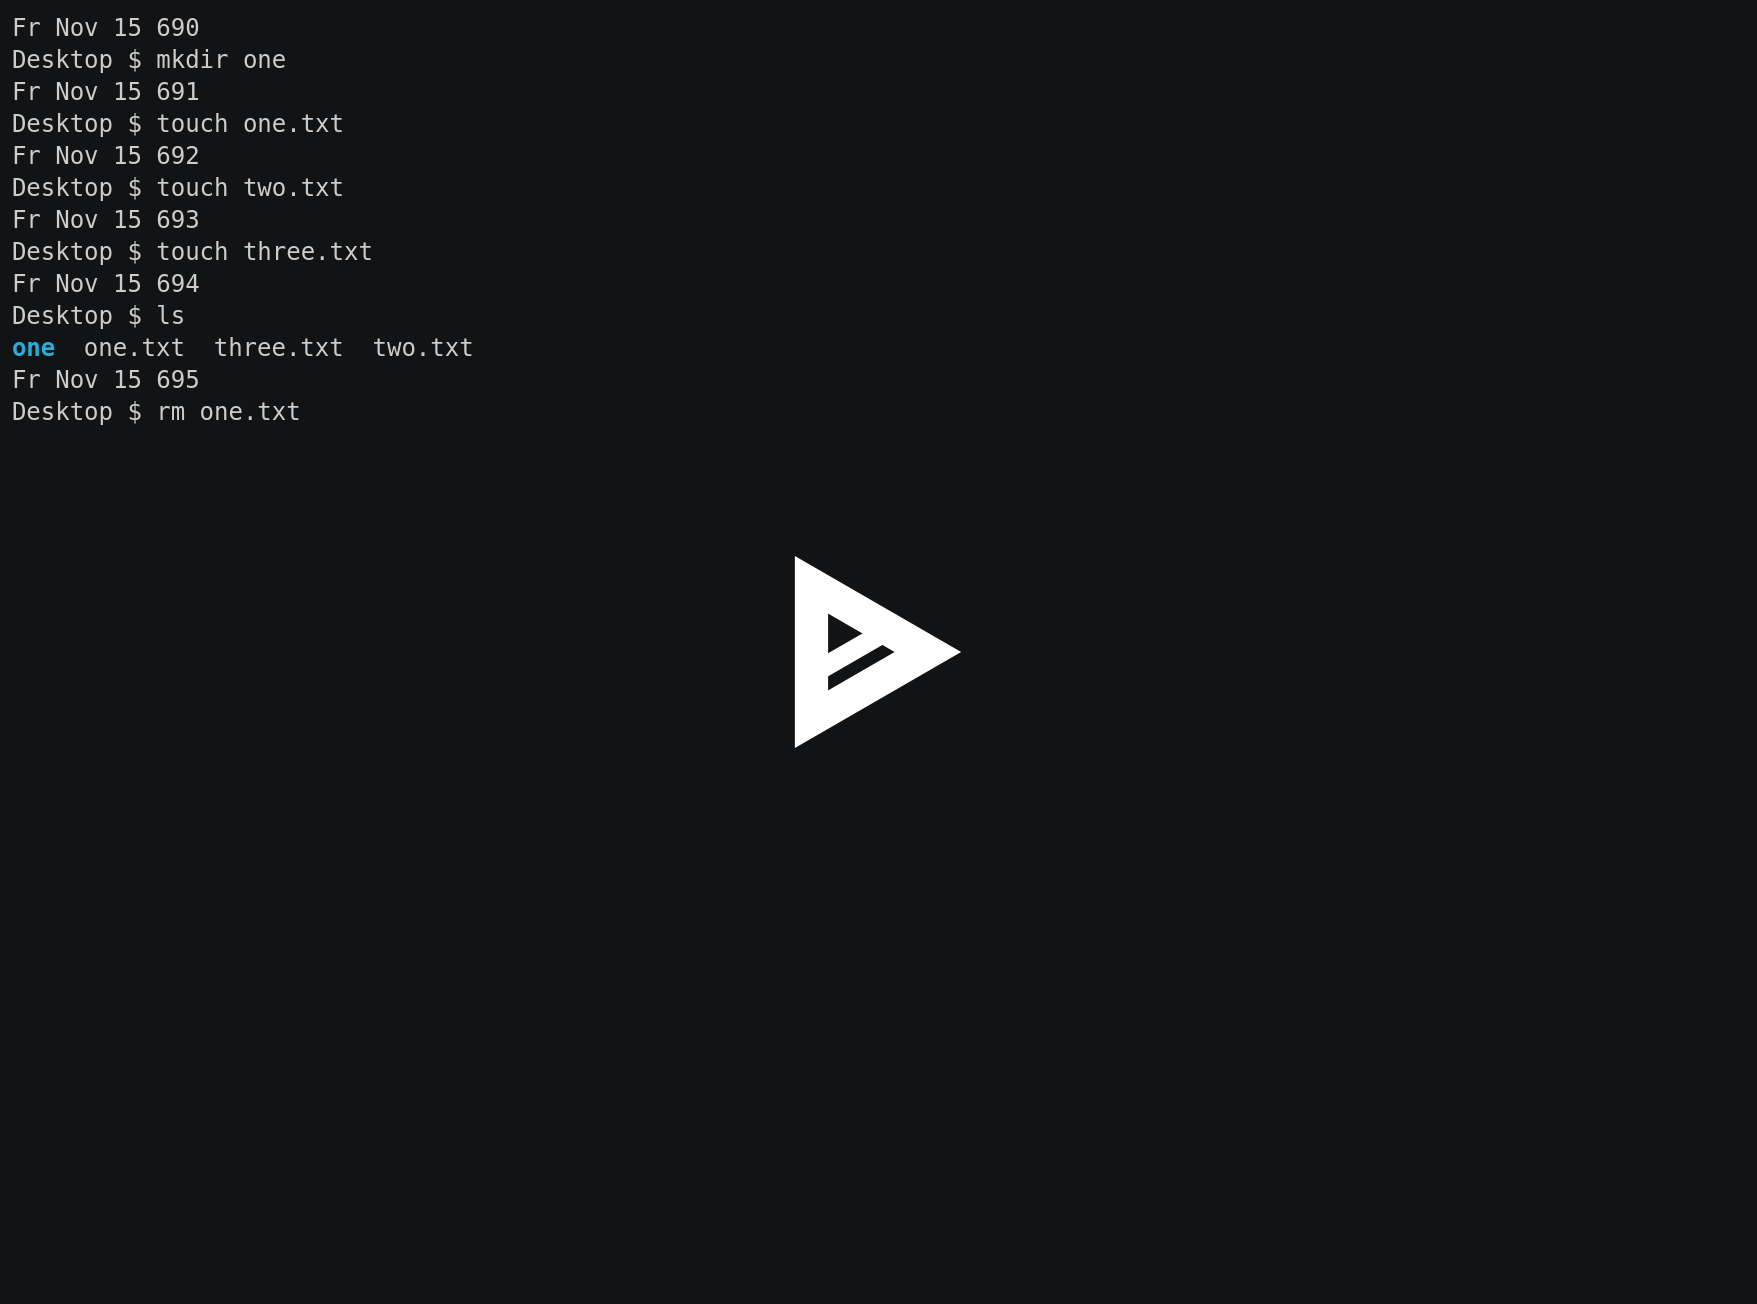 Fr Nov 15 690
Desktop $ mkdir one
Fr Nov 15 691
Desktop $ touch one.txt
Fr Nov 15 692
Desktop $ touch two.txt
Fr Nov 15 693
Desktop $ touch three.txt
Fr Nov 15 694
Desktop $ ls
one  one.txt  three.txt  two.txt
Fr Nov 15 695
Desktop $ rm one.txt